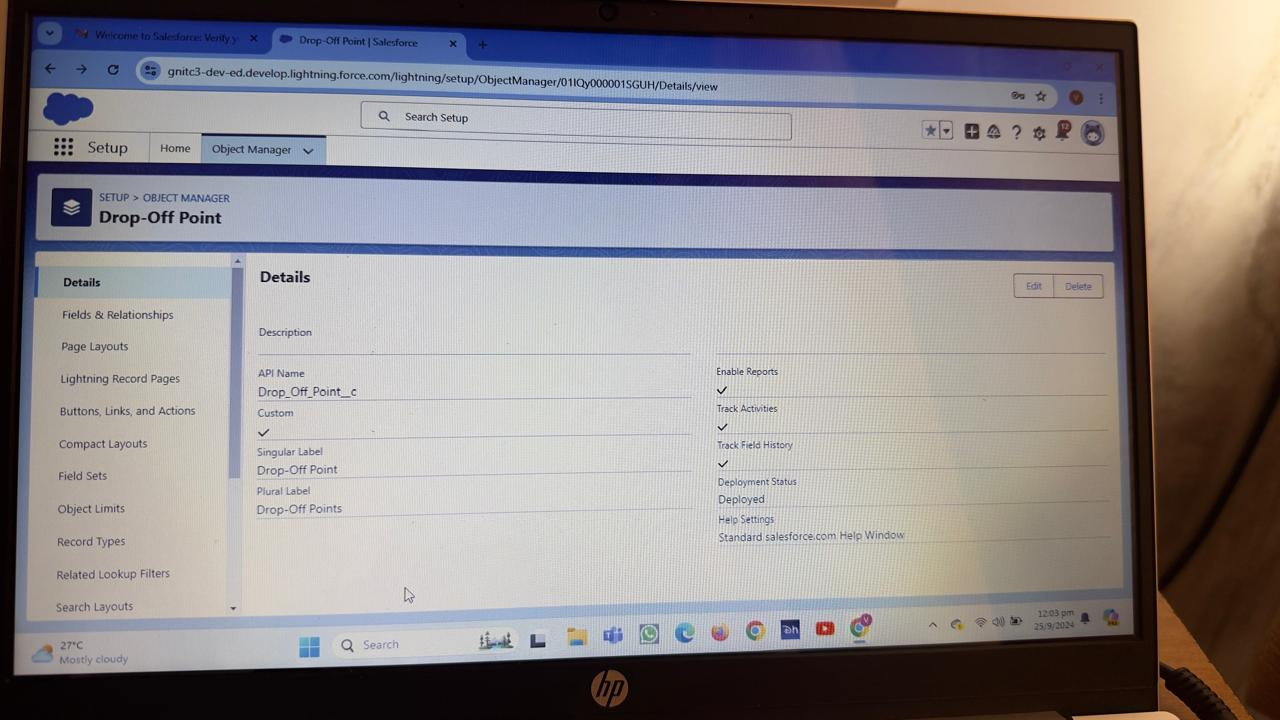 Welcome to Salesforce: Verify y
Drop-Off Point | Salesforce
gnitc3-dev-ed.develop.lightning.force.com/lightning/setup/ObjectManager/01IQy000001SGUH/Details/view
Search Setup
Setup
Home
Object Manager
SETUP > OBJECT MANAGER
Drop-Off Point
Details
Fields & Relationships
Page Layouts
Lightning Record Pages
Buttons, Links, and Actions
Compact Layouts
Field Sets
Object Limits
Record Types
Related Lookup Filters
Search Layouts
Details
Edit
Delete
Description
API Name
Drop_Off_Point__c
Custom
Singular Label
Drop-Off Point
Plural Label
Drop-Off Points
Enable Reports
Track Activities
Track Field History
Deployment Status
Deployed
Help Settings
Standard salesforce.com Help Window
27°C
Mostly cloudy
Search
12:03 pm
25/9/2024
hp